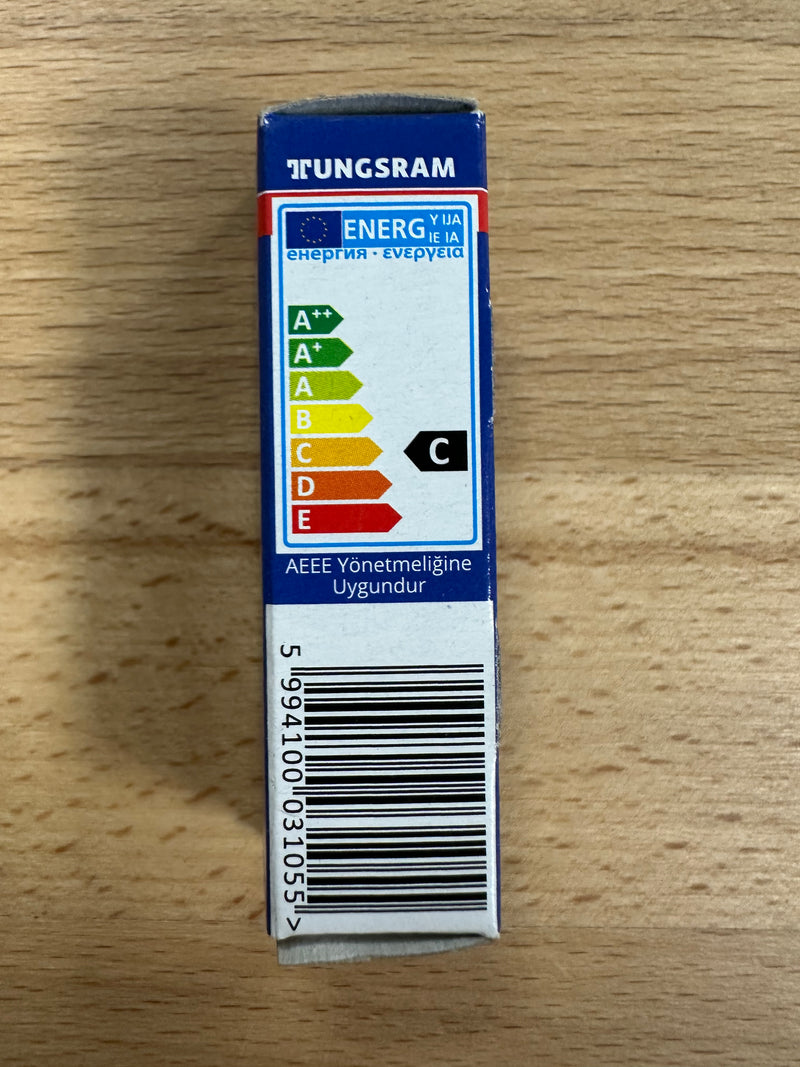 TUNGSRAM
ENERG Y IJA
IE IA
енергия · ενεργεια
A++
A+
A
B
C
C
D
E
AEEE Yönetmeliğine
Uygundur
5 994100 031055 >